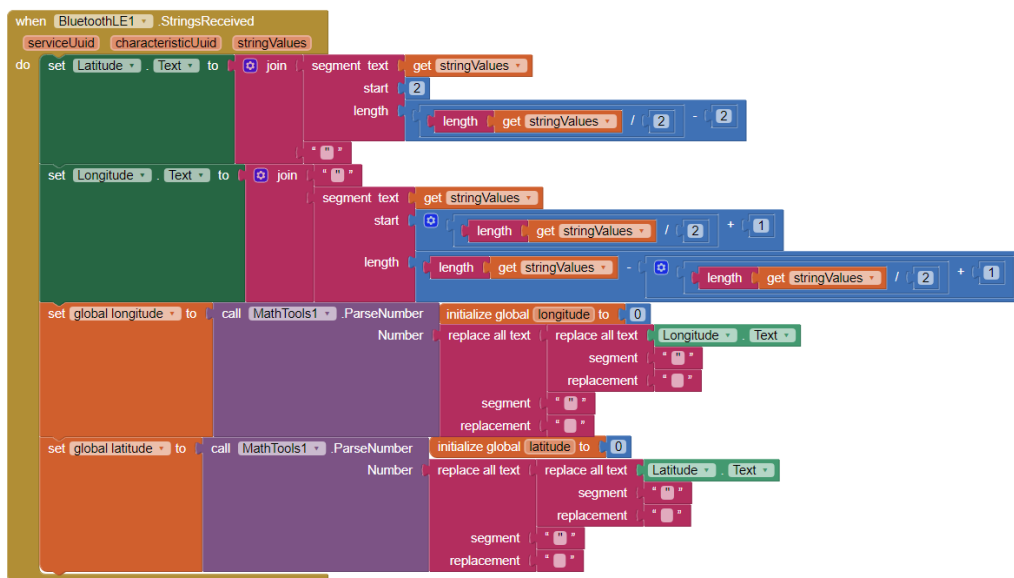 when BluetoothLE1 .StringsReceived
serviceUuid characteristicUuid stringValues
do set Latitude . Text to join segment text get stringValues
start 2
length length get stringValues / 2 - 2
“ " ”
set Longitude . Text to join “ " ”
segment text get stringValues
start length get stringValues / 2 + 1
length length get stringValues - length get stringValues / 2 + 1
set global longitude to call MathTools1 .ParseNumber initialize global longitude to 0
Number replace all text replace all text Longitude . Text
segment “ " ”
replacement “ ”
segment “ " ”
replacement “ ”
set global latitude to call MathTools1 .ParseNumber initialize global latitude to 0
Number replace all text replace all text Latitude . Text
segment “ " ”
replacement “ ”
segment “ " ”
replacement “ ”